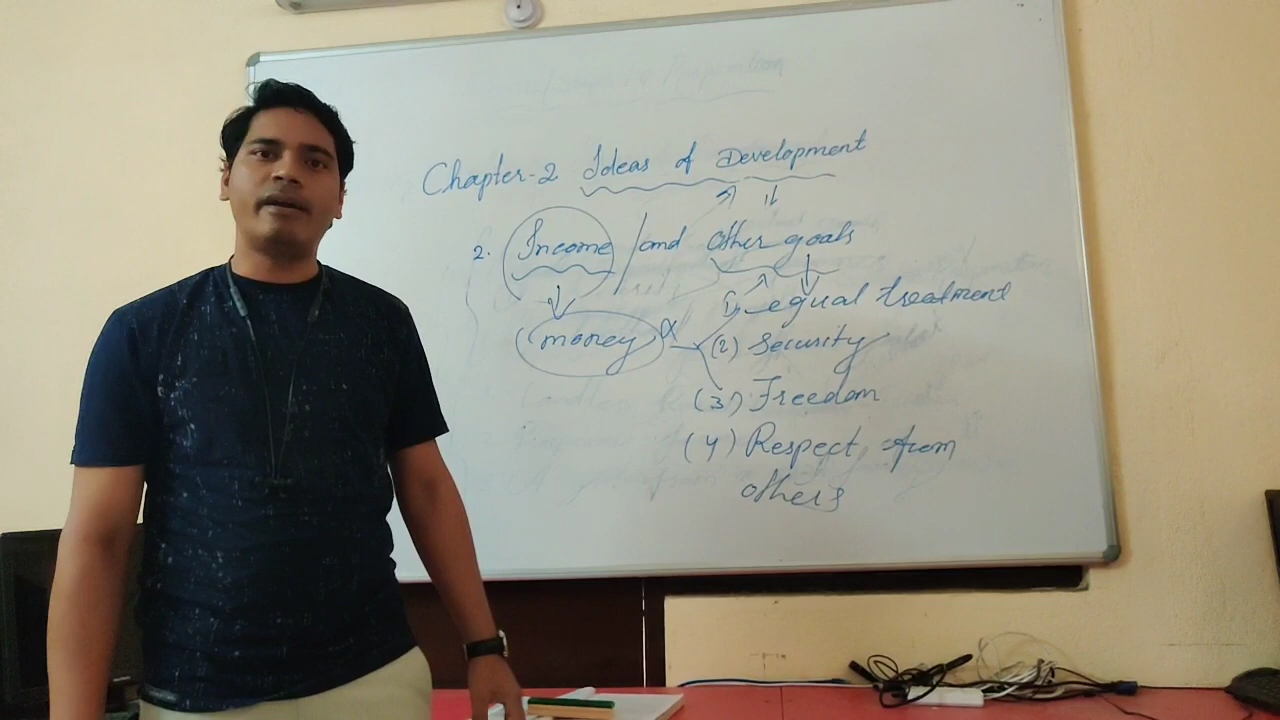 Chapter-2 Ideas of Development
2. Income / and other goals
(1) equal treatment
(money) (2) Security
(3) Freedom
(4) Respect from
others